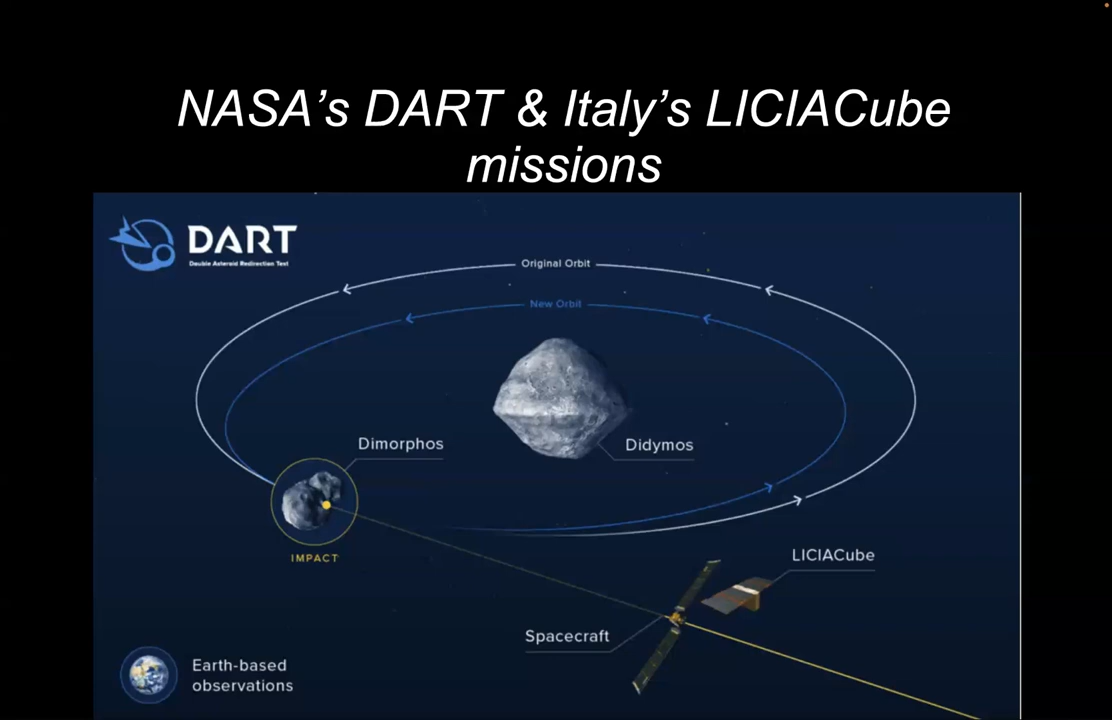 NASA’s DART & Italy’s LICIACube
missions
DART
Double Asteroid Redirection Test
Original Orbit
New Orbit
Dimorphos
Didymos
IMPACT
LICIACube
Spacecraft
Earth-based
observations